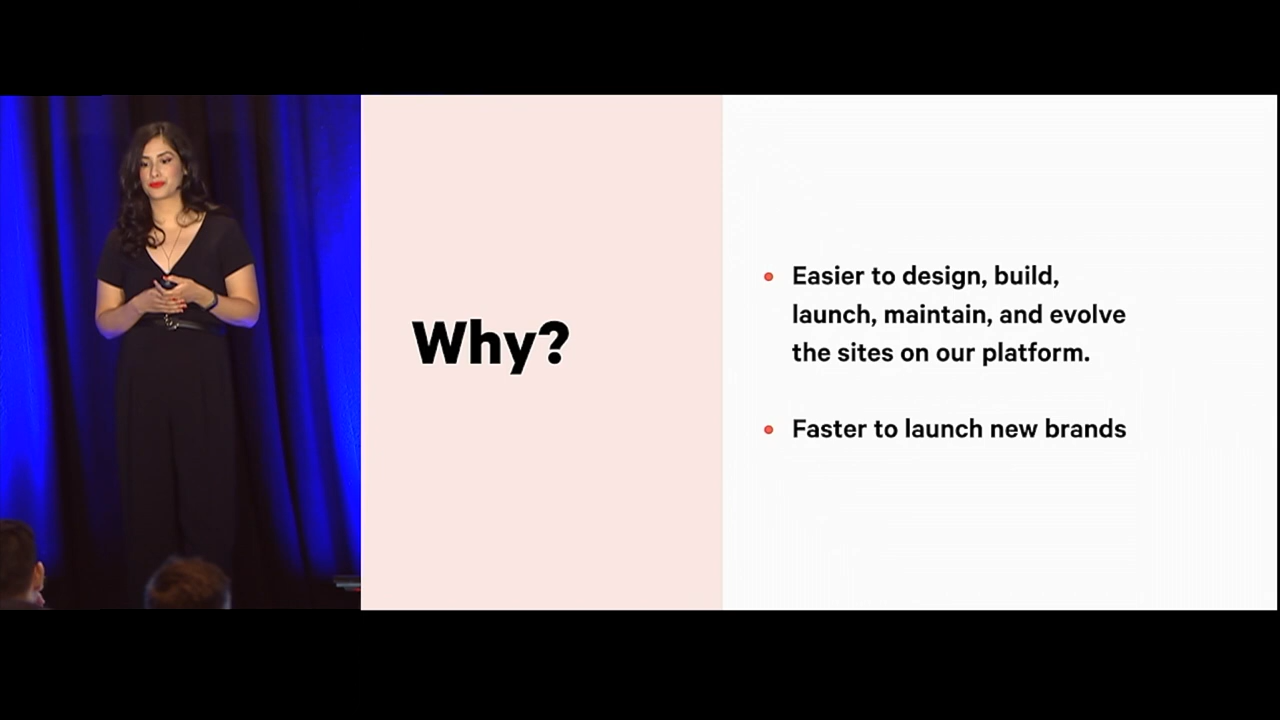 Why?
Easier to design, build,
launch, maintain, and evolve
the sites on our platform.
Faster to launch new brands